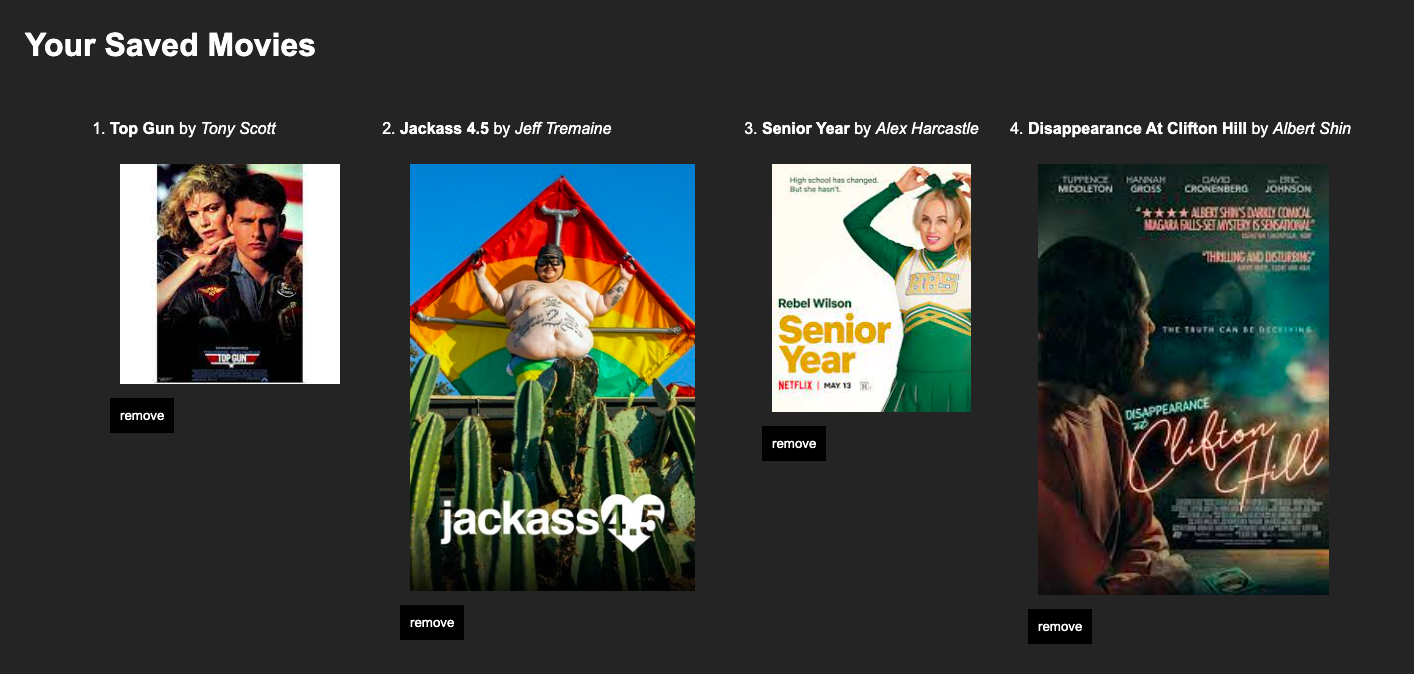 Your Saved Movies
1. Top Gun by Tony Scott
TOP GUN
remove
2. Jackass 4.5 by Jeff Tremaine
jackass 4.5
remove
3. Senior Year by Alex Harcastle
High school has changed.
But she hasn't.
Rebel Wilson
Senior
Year
NETFLIX | MAY 13 R
remove
4. Disappearance At Clifton Hill by Albert Shin
TUPPENCE MIDDLETON HANNAH GROSS DAVID CRONENBERG WITH ERIC JOHNSON
"★★★★ ALBERT SHIN'S DARKLY COMICAL
NIAGARA FALLS-SET MYSTERY IS SENSATIONAL"
"THRILLING AND DISTURBING"
THE TRUTH CAN BE DECEIVING
DISAPPEARANCE
at
Clifton
Hill
remove